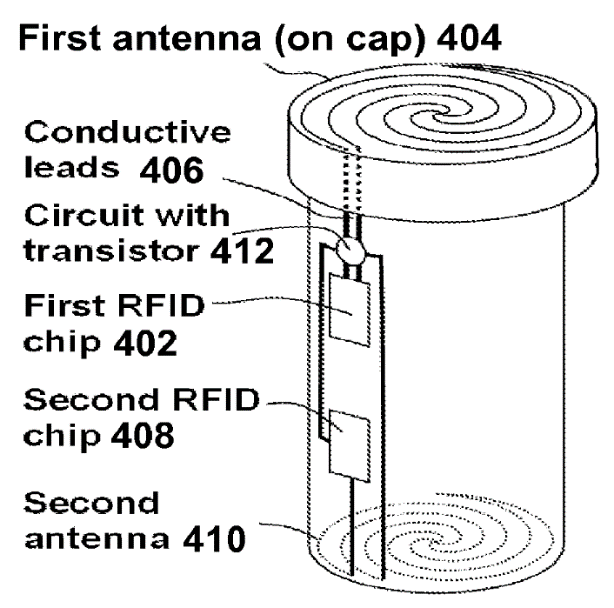 First antenna (on cap) 404
Conductive
leads 406
Circuit with
transistor 412
First RFID
chip 402
Second RFID
chip 408
Second
antenna 410